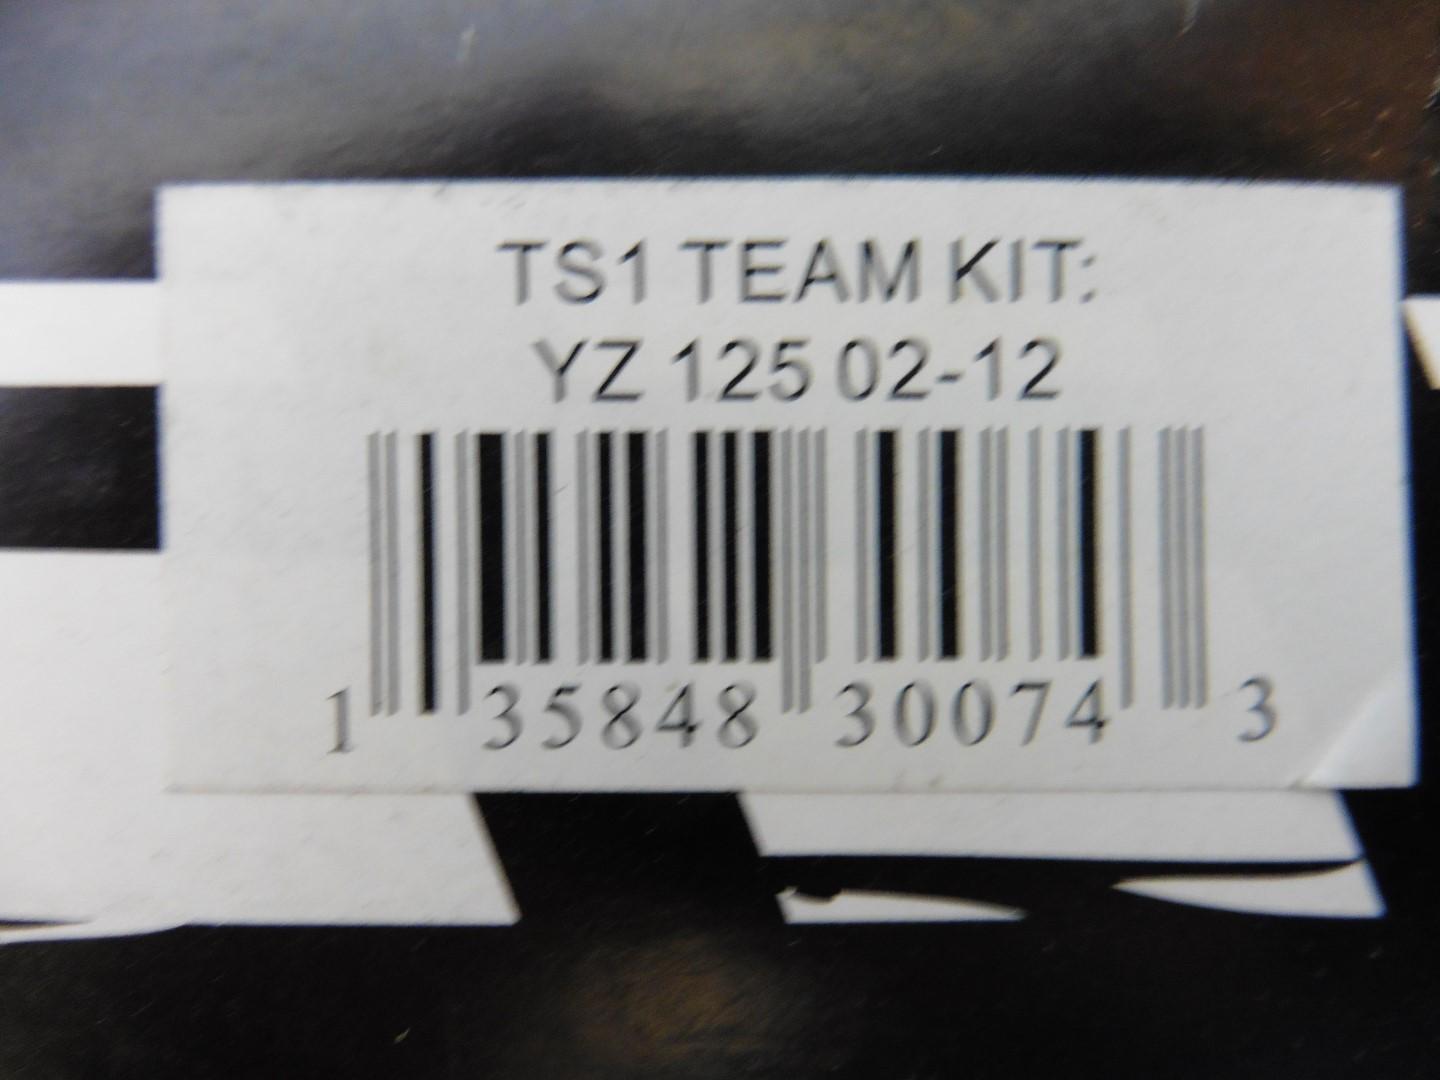 TS1 TEAM KIT:
YZ 125 02-12
1 35848 30074 3